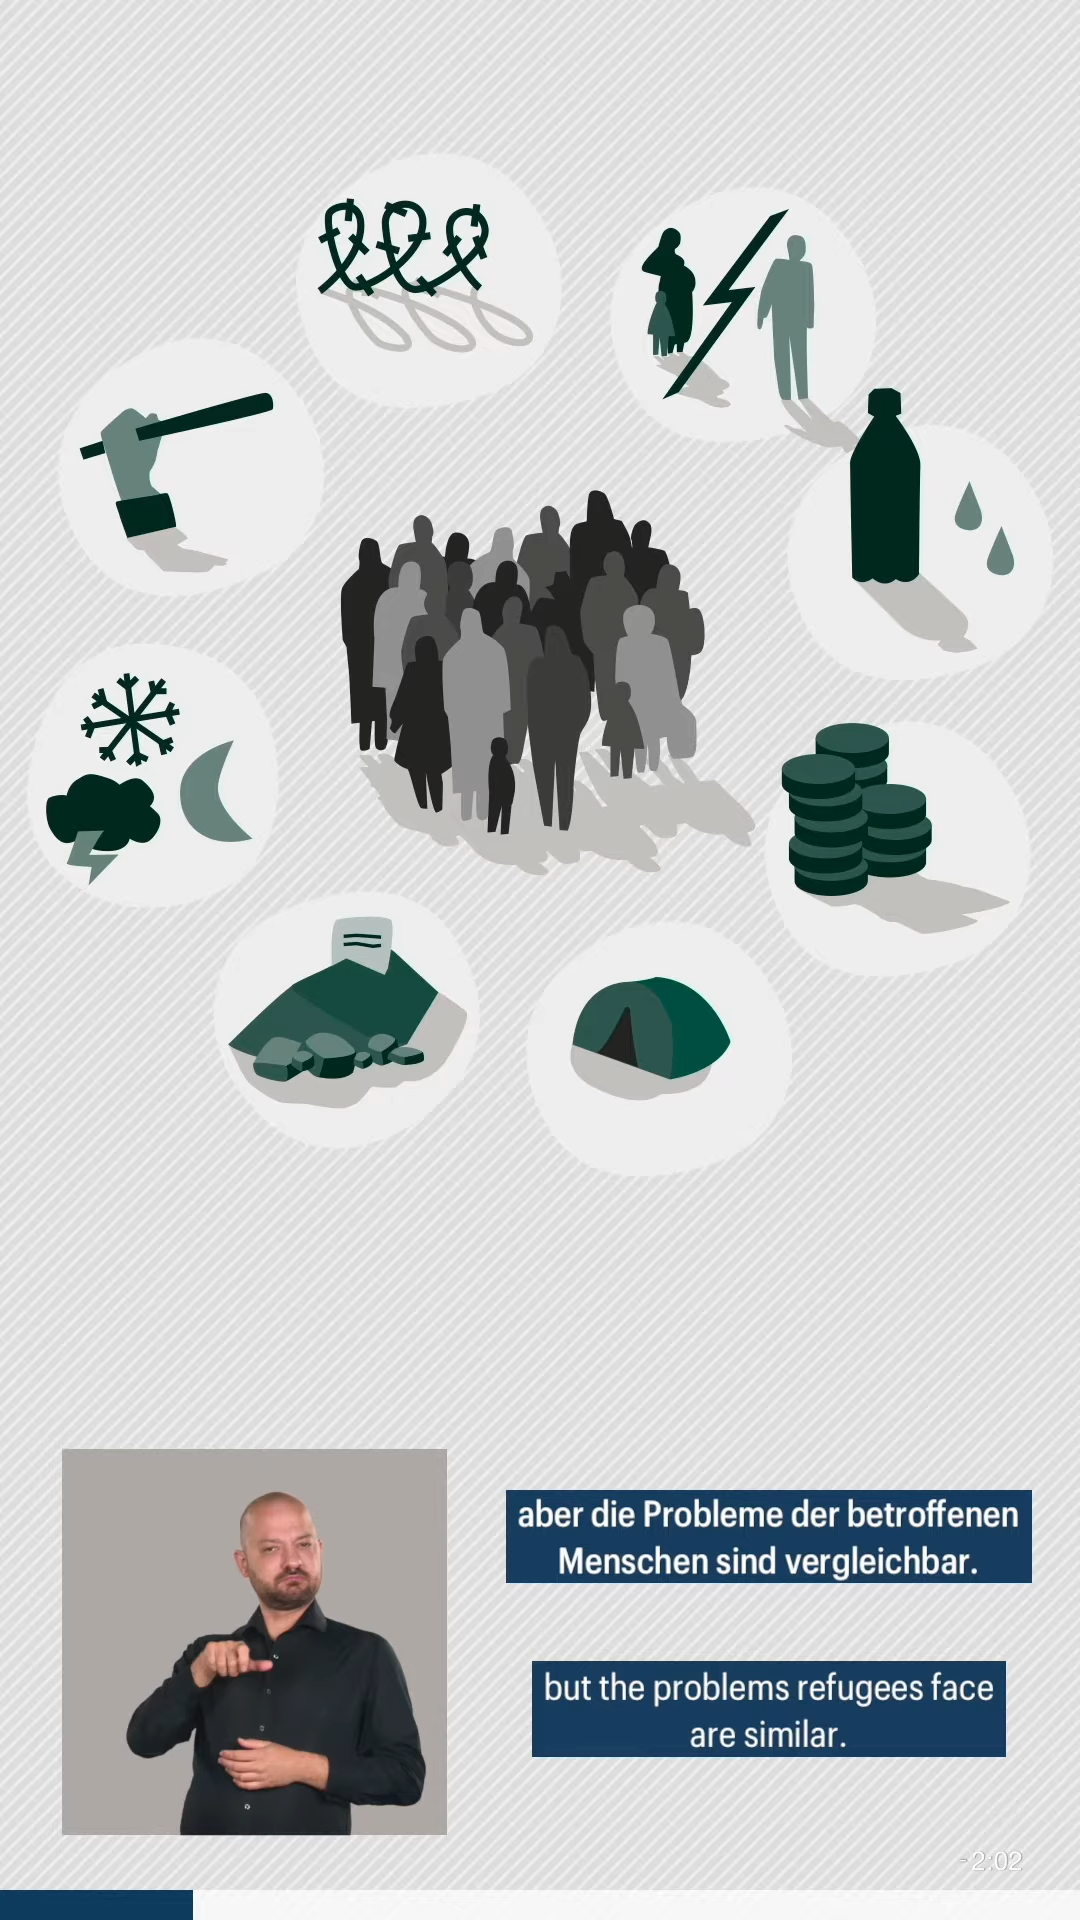 aber die Probleme der betroffenen
Menschen sind vergleichbar.
but the problems refugees face
are similar.
-2:02